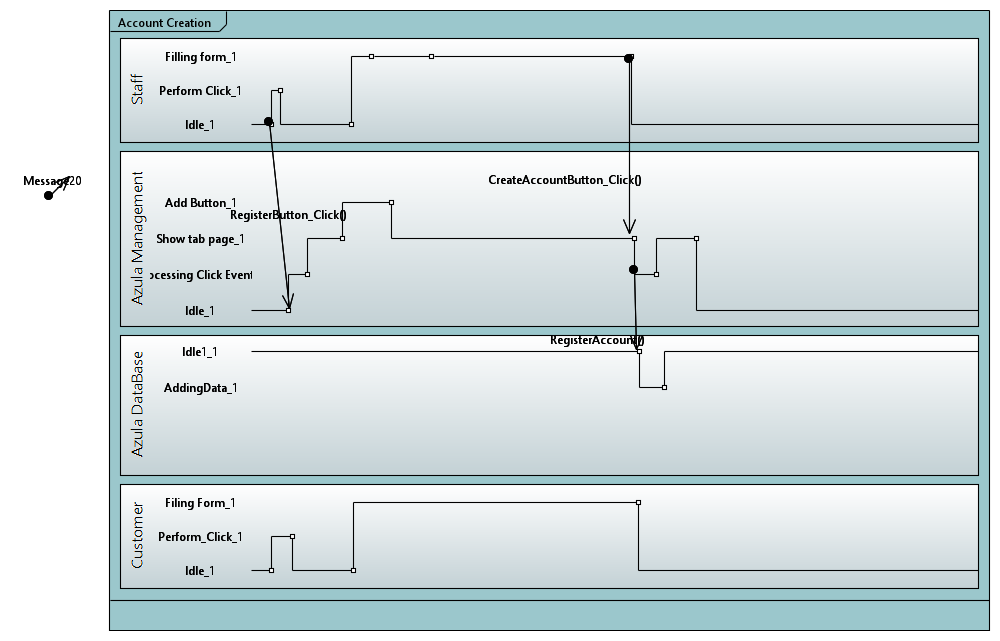 Account Creation
Staff
Filling form_1
Perform Click_1
Idle_1
Message20
Azula Management
CreateAccountButton_Click()
Add Button_1
RegisterButton_Click()
Show tab page_1
ocessing Click Event
Idle_1
Azula DataBase
RegisterAccount()
Idle1_1
AddingData_1
Customer
Filing Form_1
Perform_Click_1
Idle_1